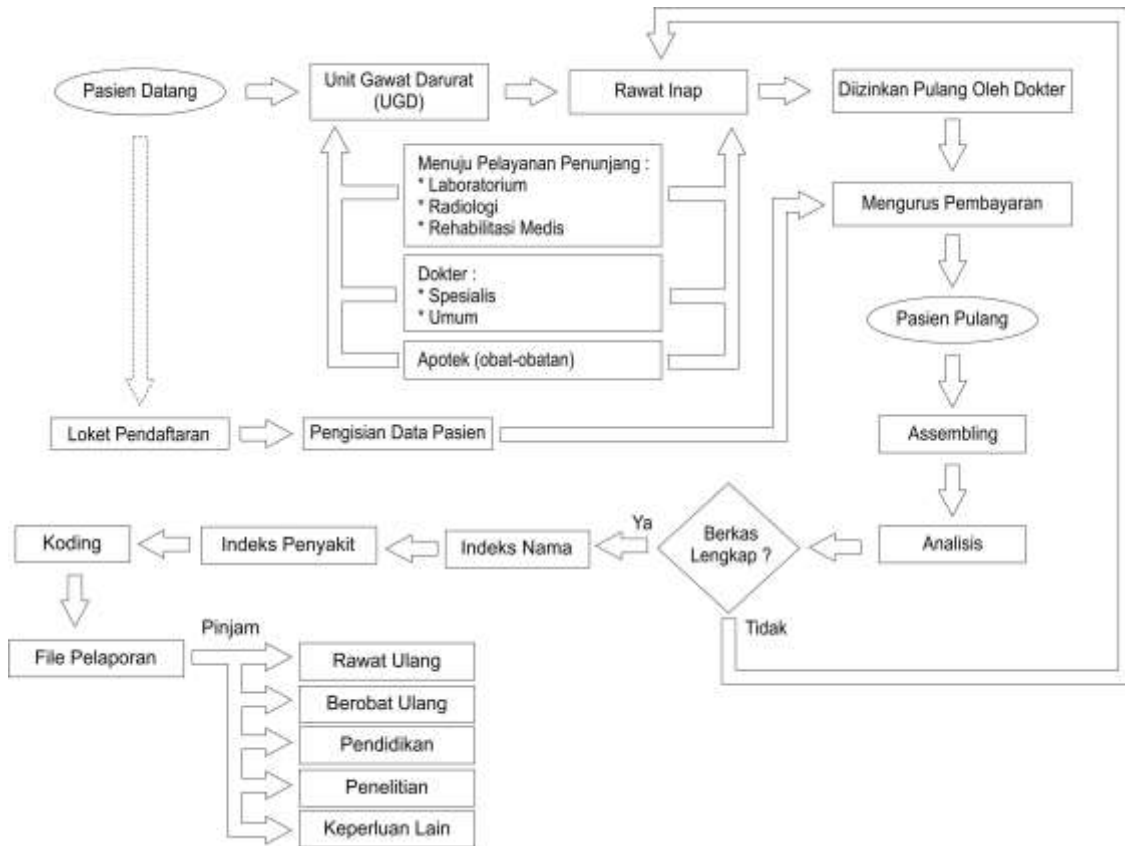 Pasien Datang
Unit Gawat Darurat
(UGD)
Rawat Inap
Diizinkan Pulang Oleh Dokter
Menuju Pelayanan Penunjang :
* Laboratorium
* Radiologi
* Rehabilitasi Medis
Mengurus Pembayaran
Dokter :
* Spesialis
* Umum
Pasien Pulang
Apotek (obat-obatan)
Loket Pendaftaran
Pengisian Data Pasien
Assembling
Koding
Indeks Penyakit
Indeks Nama
Ya
Berkas
Lengkap ?
Analisis
Tidak
File Pelaporan
Pinjam
Rawat Ulang
Berobat Ulang
Pendidikan
Penelitian
Keperluan Lain